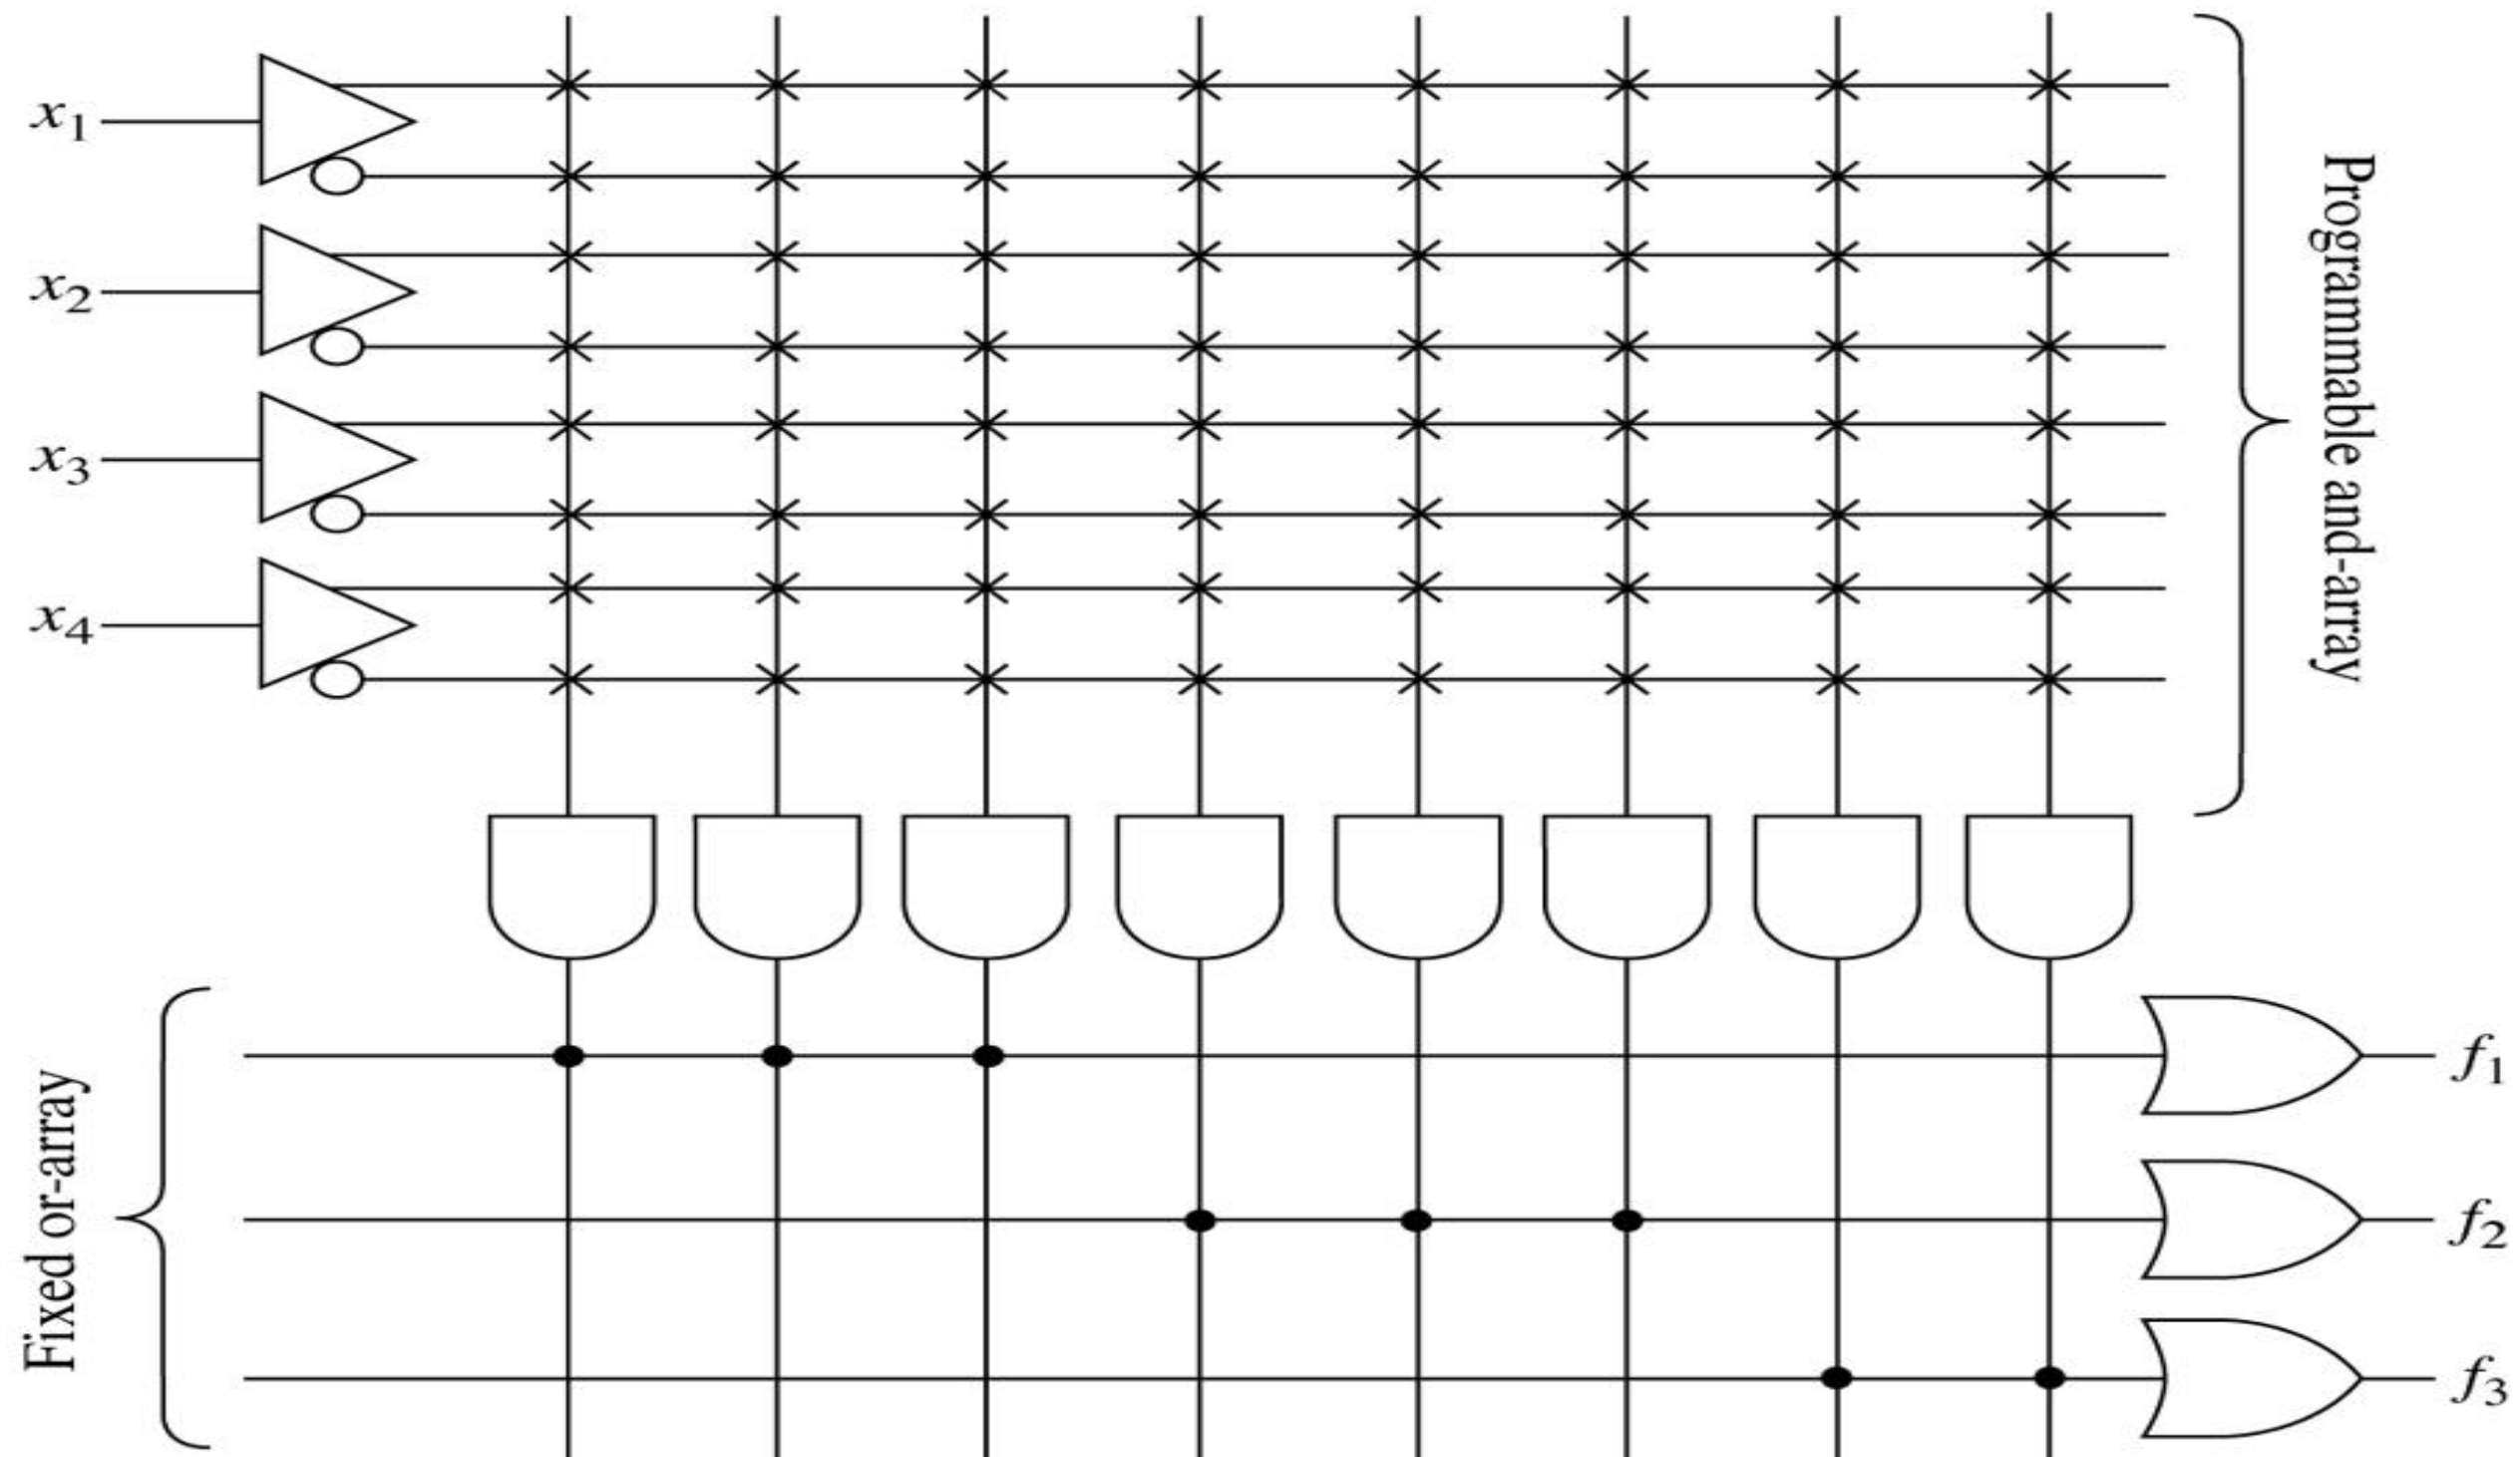 x₁
x₂
x₃
x₄
Programmable and-array
Fixed or-array
f₁
f₂
f₃